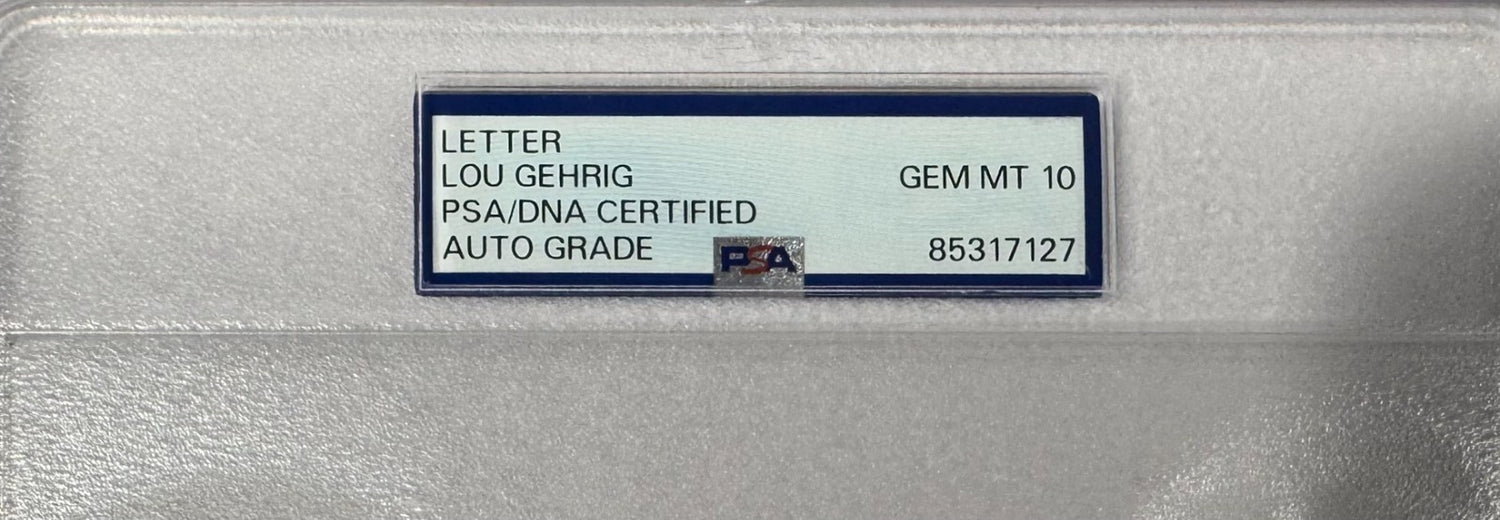 LETTER
LOU GEHRIG GEM MT 10
PSA/DNA CERTIFIED
AUTO GRADE PSA 85317127